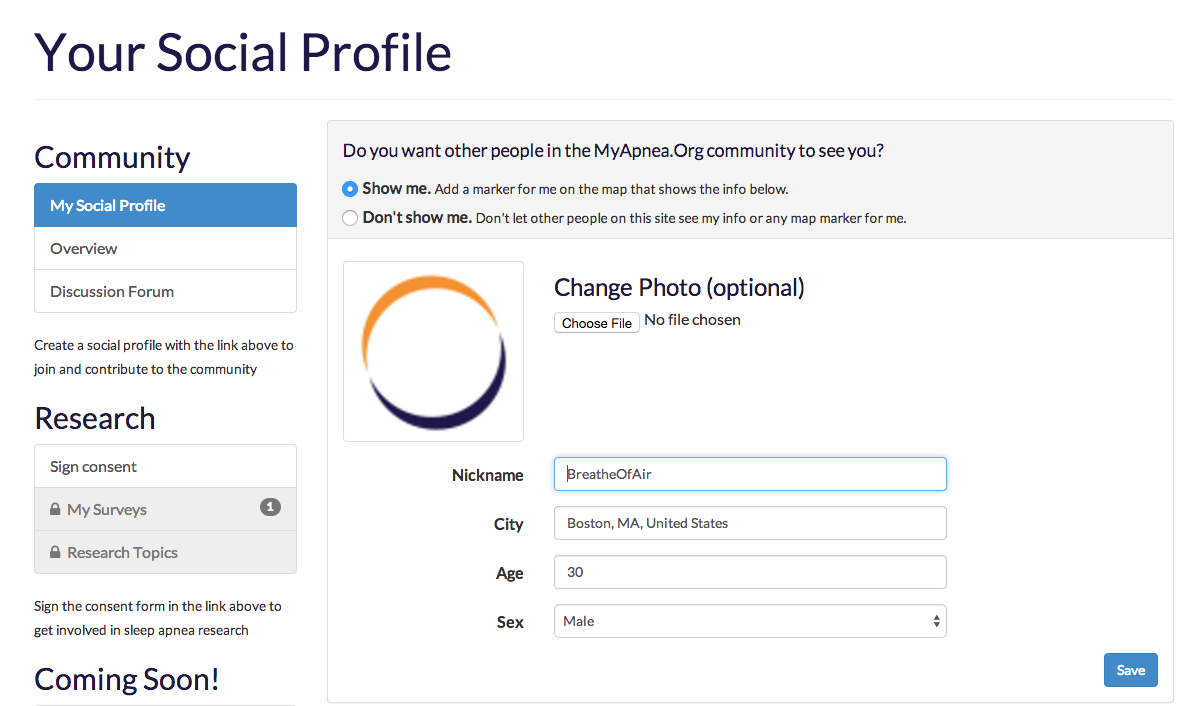 Your Social Profile
Community
My Social Profile
Overview
Discussion Forum
Create a social profile with the link above to
join and contribute to the community
Research
Sign consent
My Surveys 1
Research Topics
Sign the consent form in the link above to
get involved in sleep apnea research
Coming Soon!
Do you want other people in the MyApnea.Org community to see you?
Show me. Add a marker for me on the map that shows the info below.
Don't show me. Don't let other people on this site see my info or any map marker for me.
Change Photo (optional)
Choose File No file chosen
Nickname BreatheOfAir
City Boston, MA, United States
Age 30
Sex Male
Save